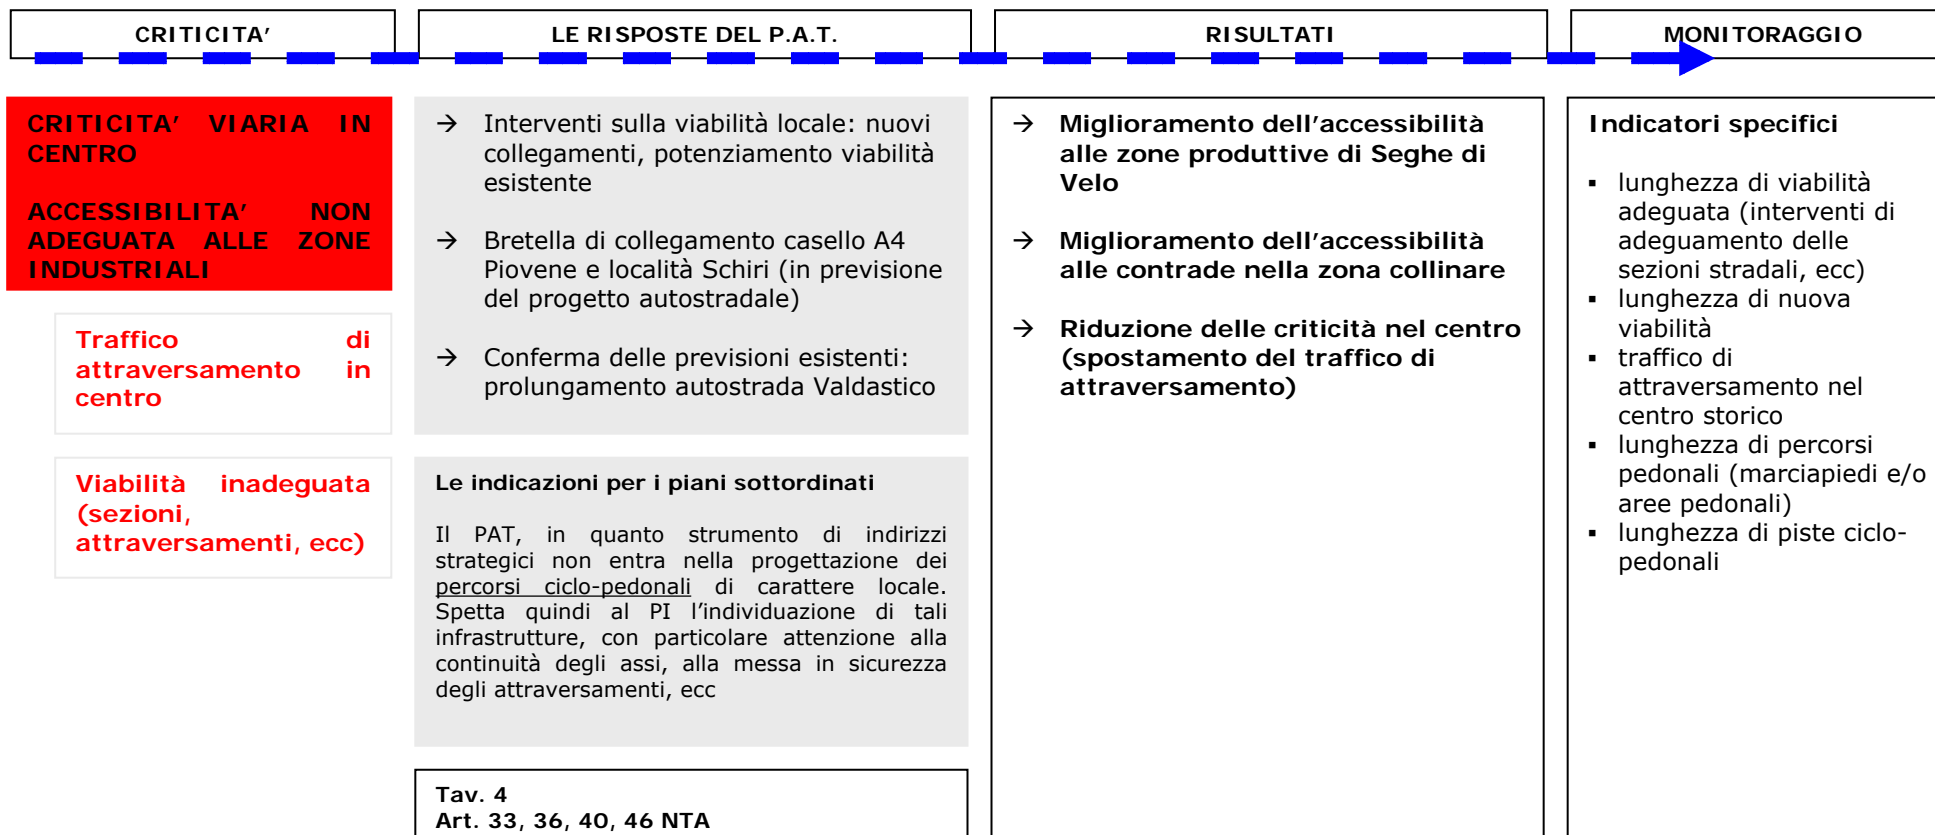 CRITICITA’
LE RISPOSTE DEL P.A.T.
RISULTATI
MONITORAGGIO
CRITICITA’ VIARIA IN
CENTRO
ACCESSIBILITA’ NON
ADEGUATA ALLE ZONE
INDUSTRIALI
Traffico di
attraversamento in
centro
Viabilità inadeguata
(sezioni,
attraversamenti, ecc)
→ Interventi sulla viabilità locale: nuovi
collegamenti, potenziamento viabilità
esistente
→ Bretella di collegamento casello A4
Piovene e località Schiri (in previsione
del progetto autostradale)
→ Conferma delle previsioni esistenti:
prolungamento autostrada Valdastico
Le indicazioni per i piani sottordinati
Il PAT, in quanto strumento di indirizzi
strategici non entra nella progettazione dei
percorsi ciclo-pedonali di carattere locale.
Spetta quindi al PI l’individuazione di tali
infrastrutture, con particolare attenzione alla
continuità degli assi, alla messa in sicurezza
degli attraversamenti, ecc
Tav. 4
Art. 33, 36, 40, 46 NTA
→ Miglioramento dell’accessibilità
alle zone produttive di Seghe di
Velo
→ Miglioramento dell’accessibilità
alle contrade nella zona collinare
→ Riduzione delle criticità nel centro
(spostamento del traffico di
attraversamento)
Indicatori specifici
▪ lunghezza di viabilità
adeguata (interventi di
adeguamento delle
sezioni stradali, ecc)
▪ lunghezza di nuova
viabilità
▪ traffico di
attraversamento nel
centro storico
▪ lunghezza di percorsi
pedonali (marciapiedi e/o
aree pedonali)
▪ lunghezza di piste ciclo-
pedonali